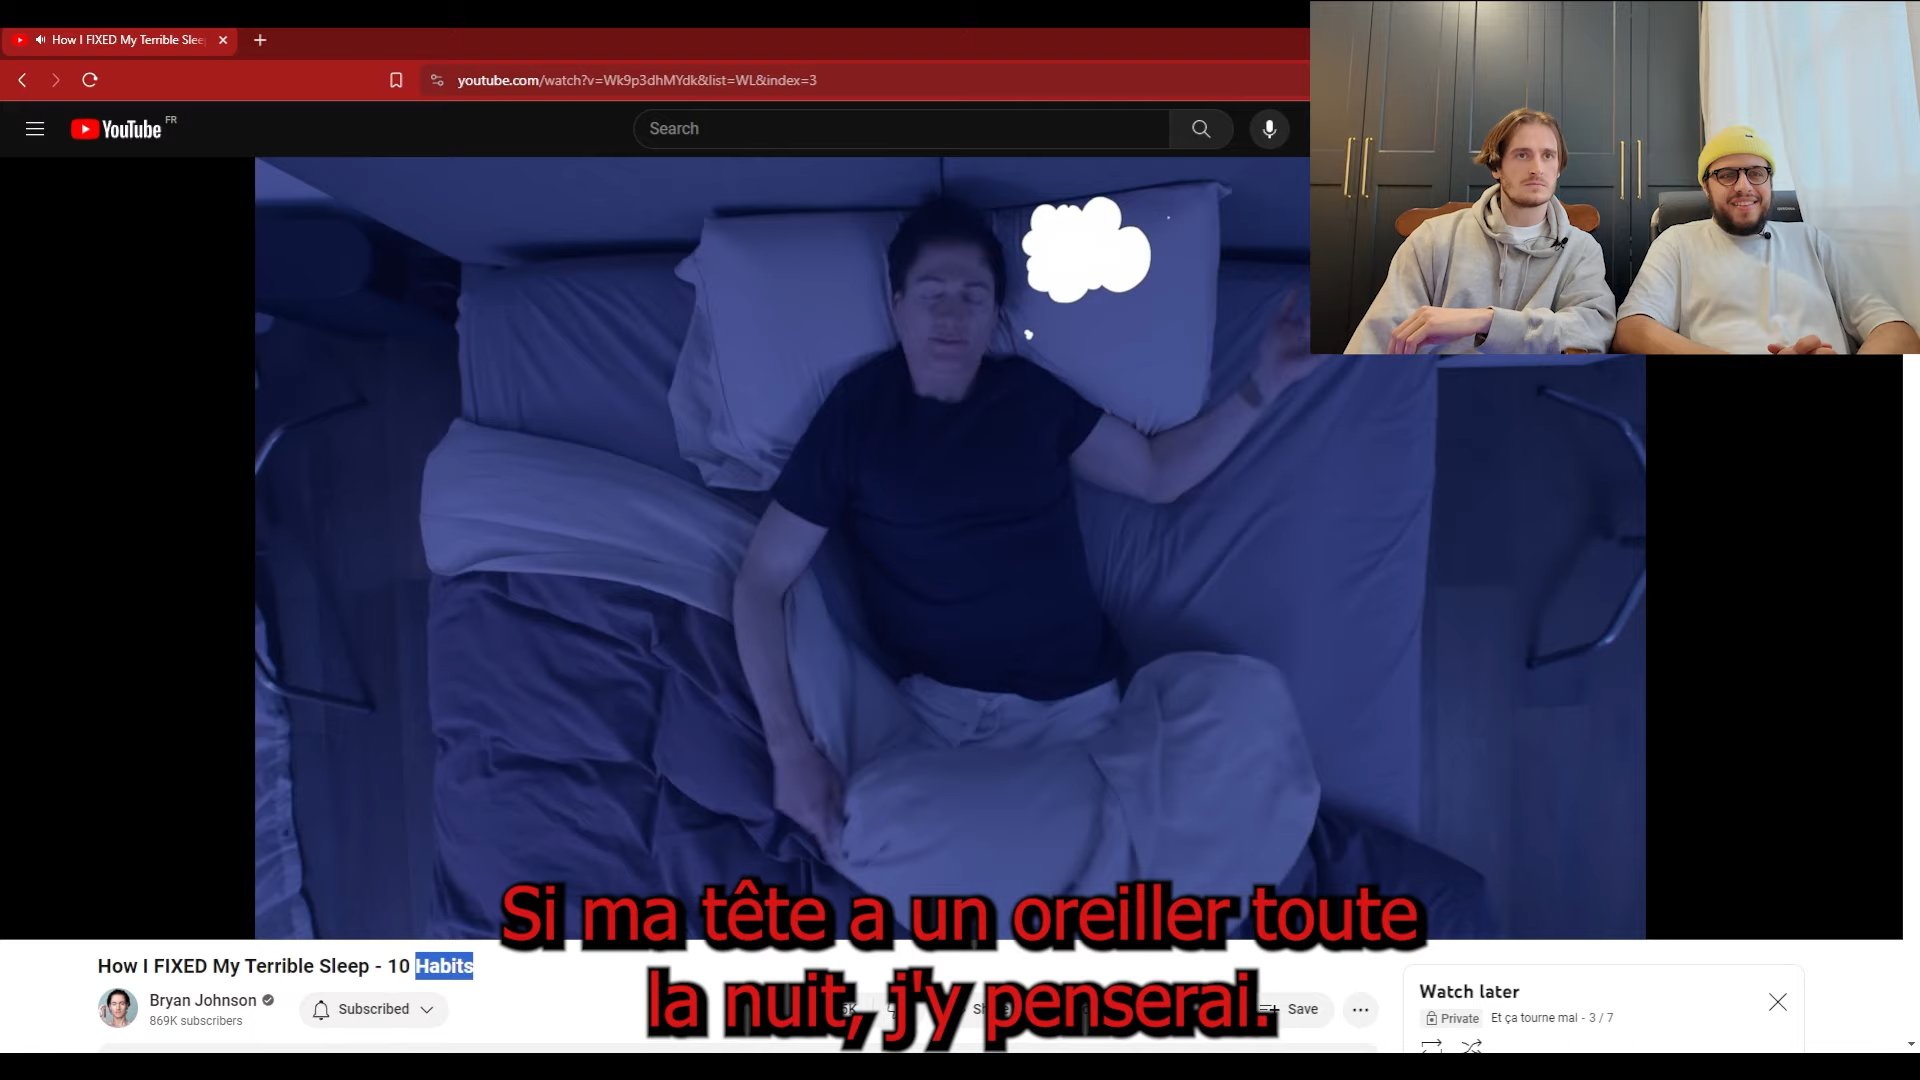 How I FIXED My Terrible Slee
youtube.com/watch?v=Wk9p3dhMYdk&list=WL&index=3
YouTube FR
Search
Si ma tête a un oreiller toute
la nuit, j'y penserai.
How I FIXED My Terrible Sleep - 10 Habits
Bryan Johnson
869K subscribers
Subscribed
Save
Watch later
Private
Et ça tourne mal - 3 / 7